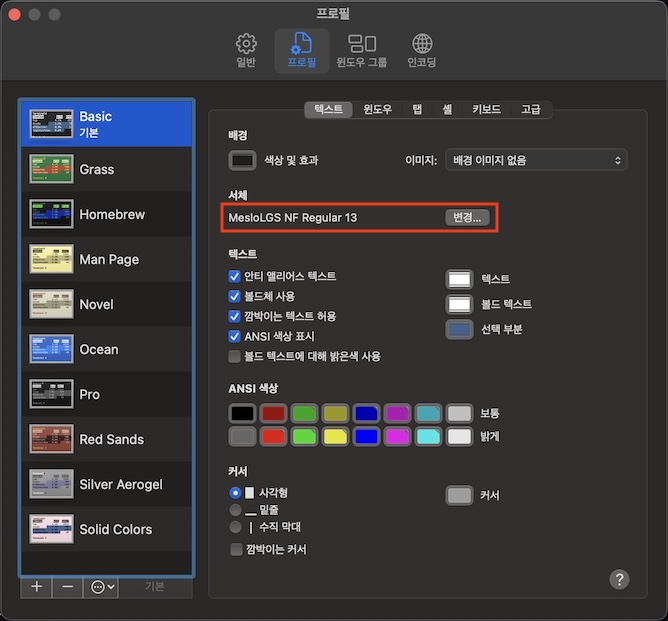 프로필
일반
프로필
윈도우 그룹
인코딩
Basic
기본
Grass
Homebrew
Man Page
Novel
Ocean
Pro
Red Sands
Silver Aerogel
Solid Colors
기본
텍스트 윈도우 탭 셸 키보드 고급
배경
색상 및 효과 이미지: 배경 이미지 없음
서체
MesloLGS NF Regular 13 변경...
텍스트
안티 앨리어스 텍스트 텍스트
볼드체 사용 볼드 텍스트
깜박이는 텍스트 허용 선택 부분
ANSI 색상 표시
볼드 텍스트에 대해 밝은색 사용
ANSI 색상
보통
밝게
커서
사각형 커서
밑줄
수직 막대
깜박이는 커서
?